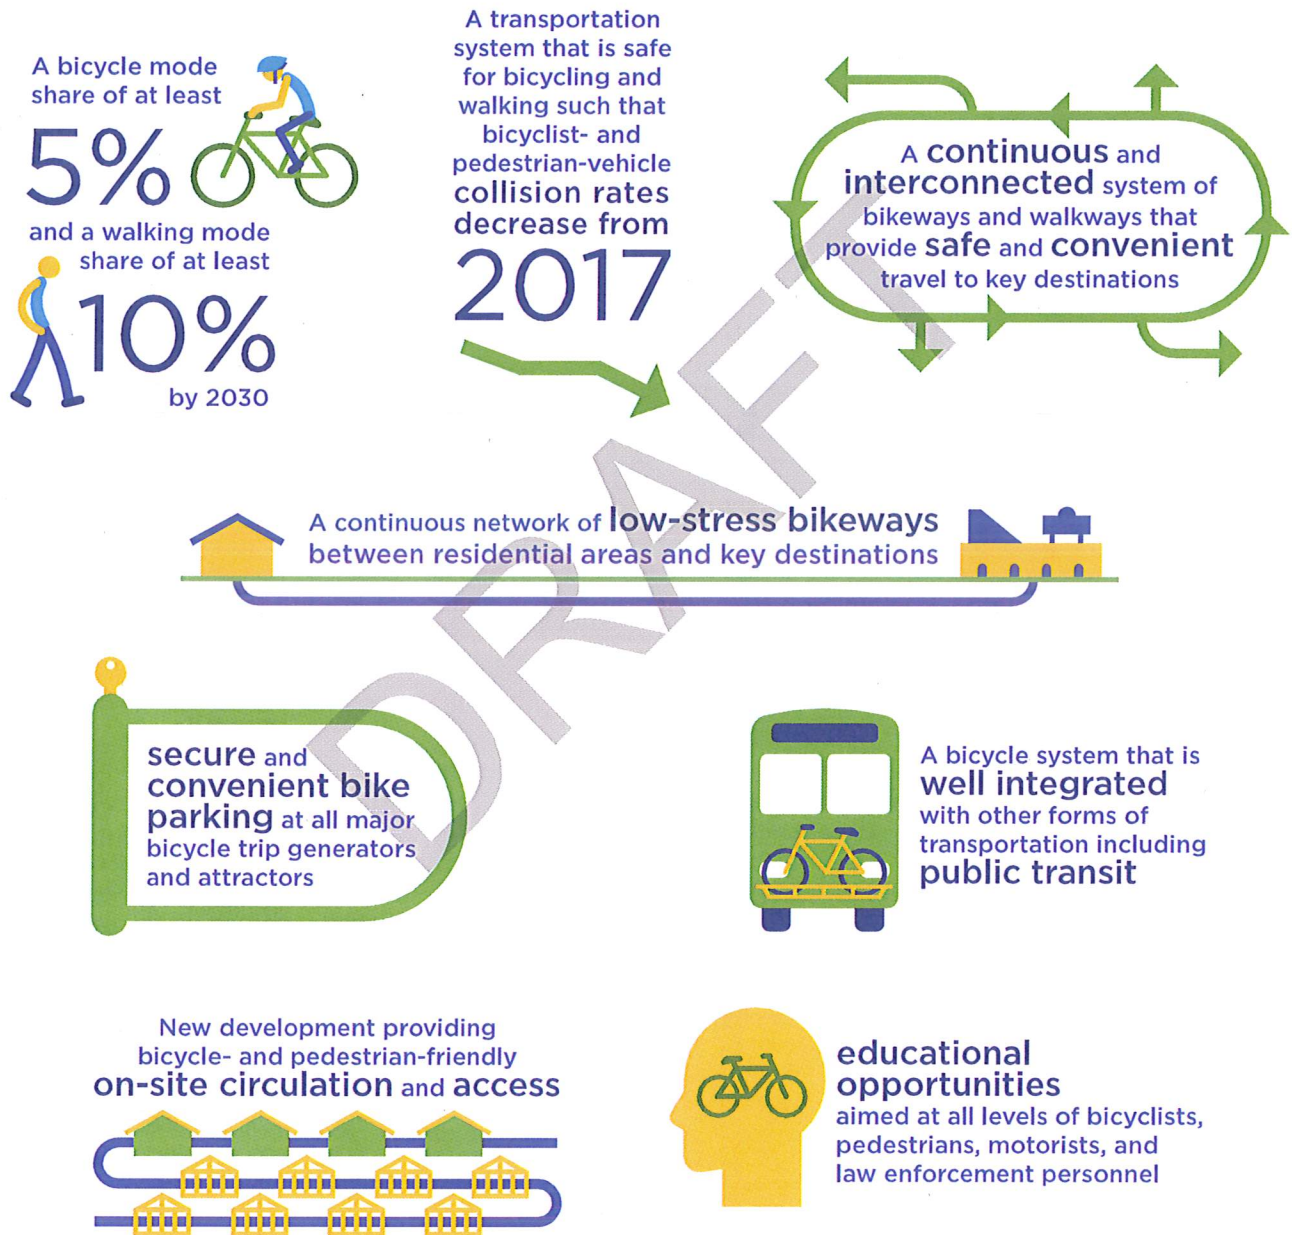 A bicycle mode
share of at least
5%
and a walking mode
share of at least
10%
by 2030
A transportation
system that is safe
for bicycling and
walking such that
bicyclist- and
pedestrian-vehicle
collision rates
decrease from
2017
A continuous and
interconnected system of
bikeways and walkways that
provide safe and convenient
travel to key destinations
A continuous network of low-stress bikeways
between residential areas and key destinations
DRAFT
secure and
convenient bike
parking at all major
bicycle trip generators
and attractors
A bicycle system that is
well integrated
with other forms of
transportation including
public transit
New development providing
bicycle- and pedestrian-friendly
on-site circulation and access
educational
opportunities
aimed at all levels of bicyclists,
pedestrians, motorists, and
law enforcement personnel